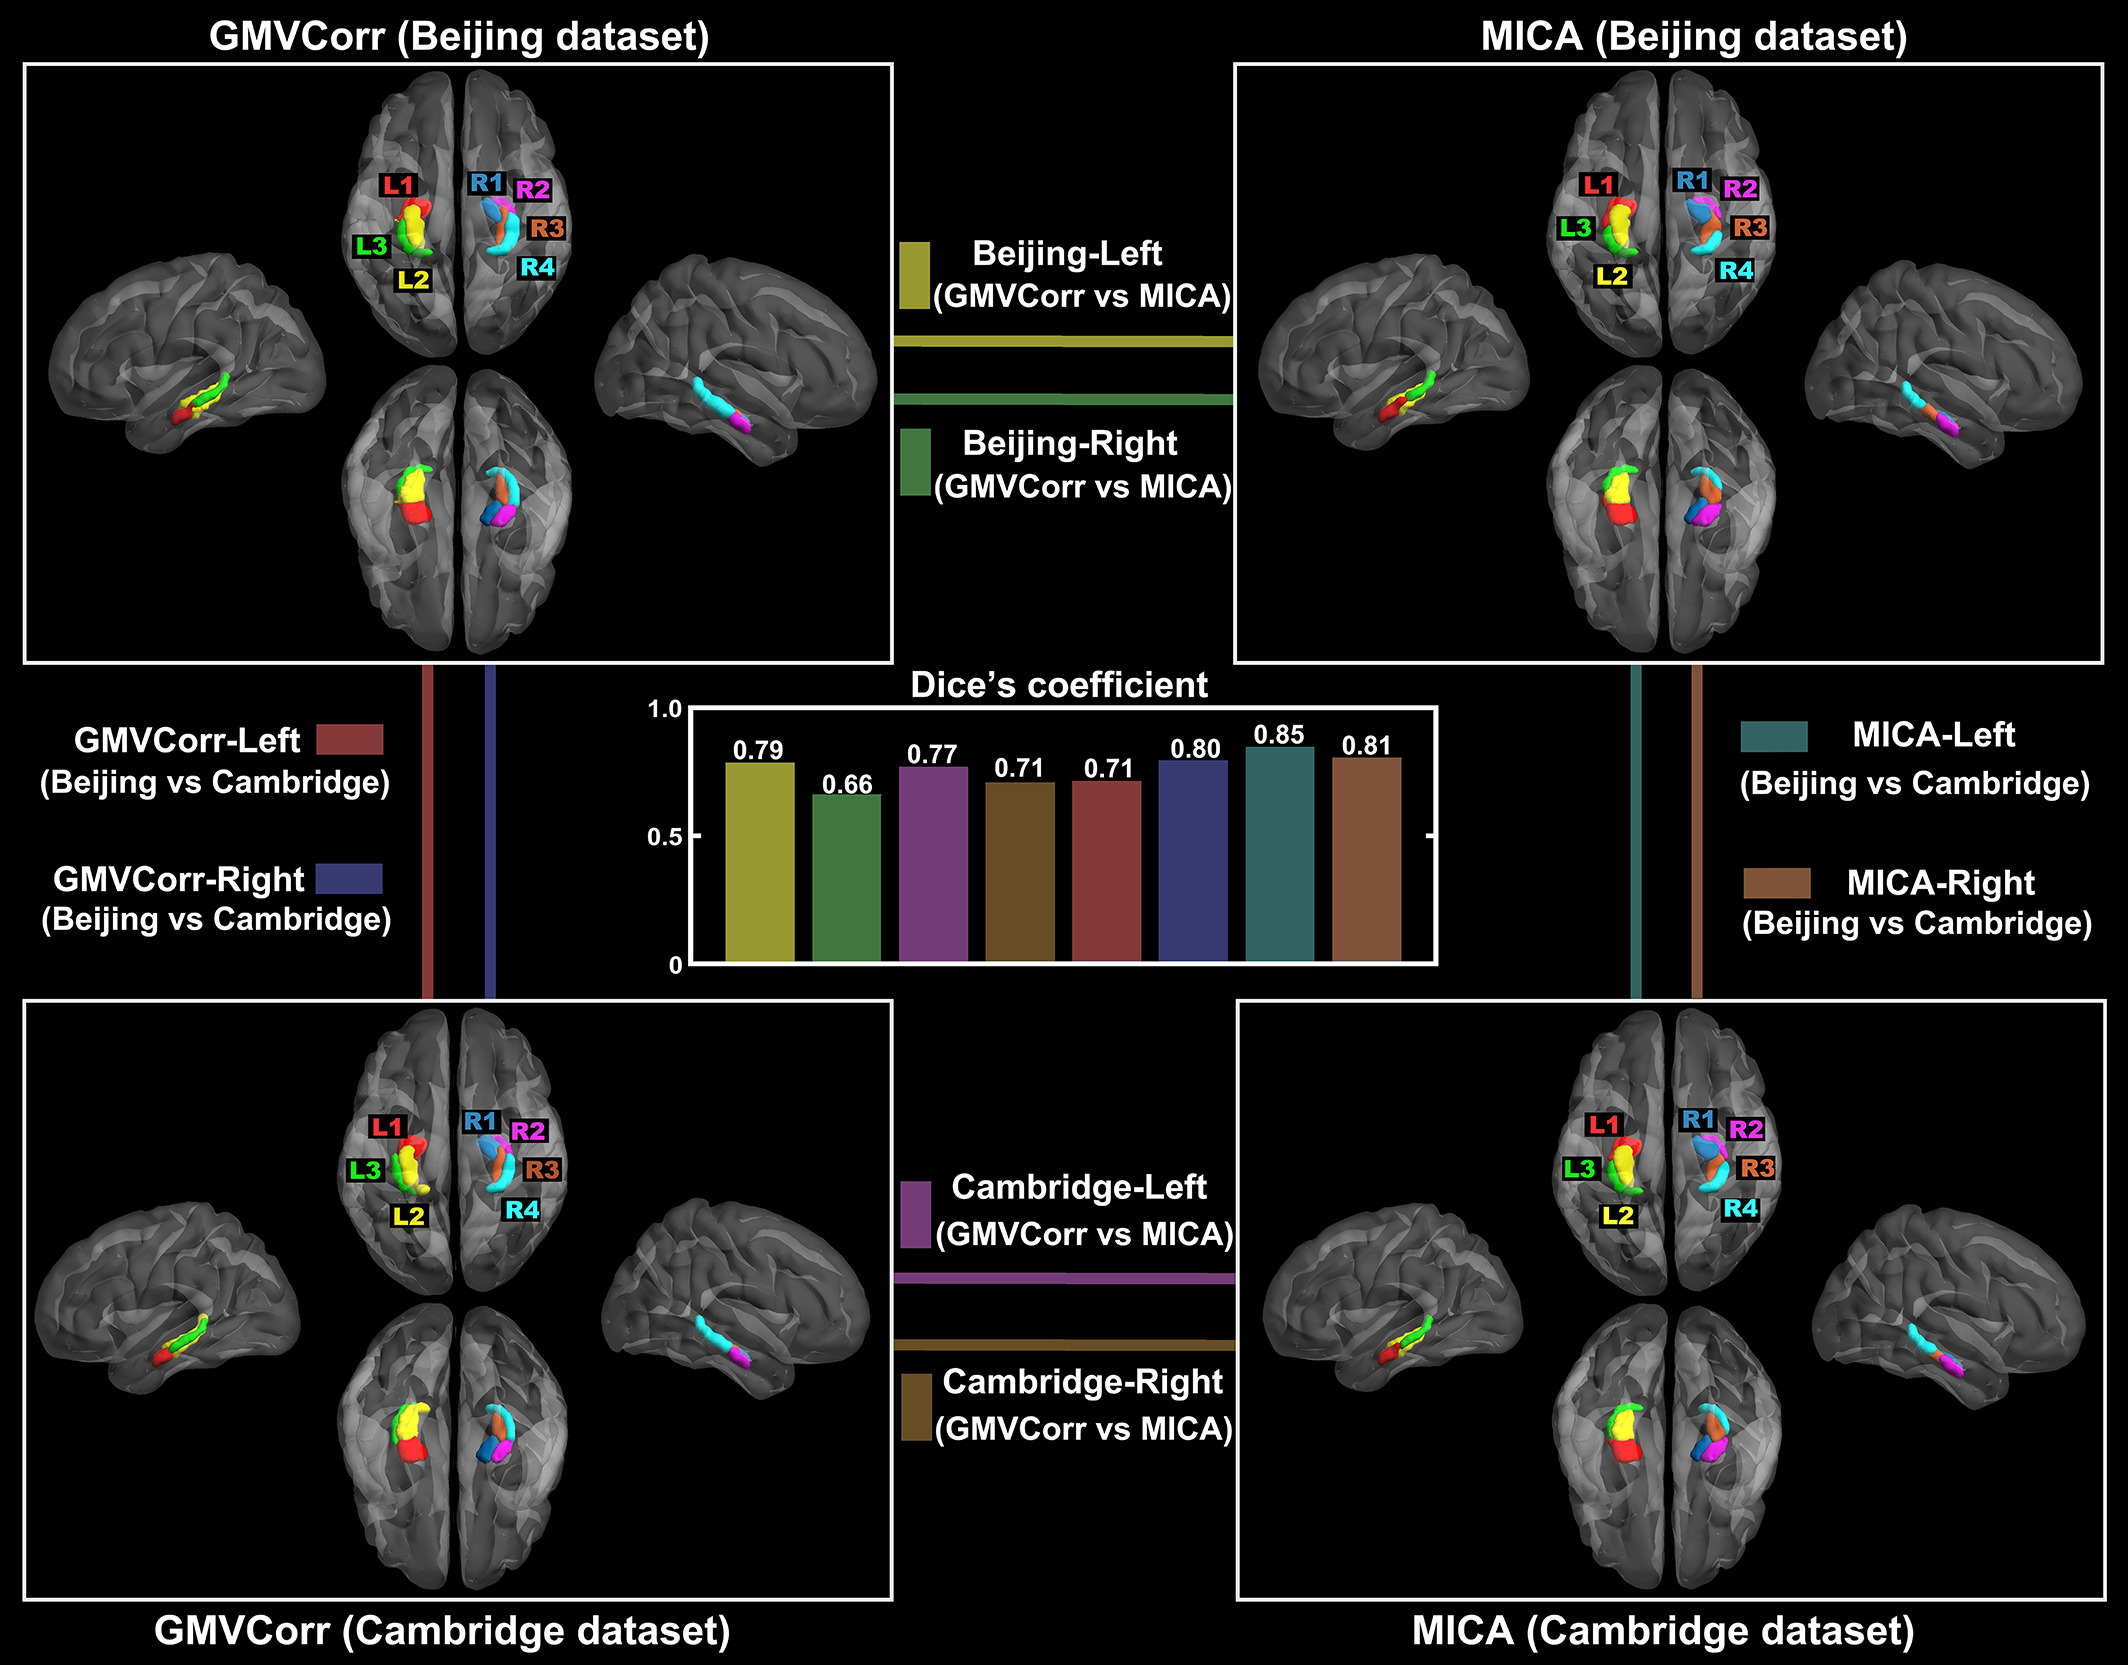 GMVCorr (Beijing dataset)
MICA (Beijing dataset)
L1
R1
R2
L3
R3
L2
R4
L1
R1
R2
L3
R3
L2
R4
Beijing-Left
(GMVCorr vs MICA)
Beijing-Right
(GMVCorr vs MICA)
GMVCorr-Left
(Beijing vs Cambridge)
GMVCorr-Right
(Beijing vs Cambridge)
Dice’s coefficient
1.0
0.5
0
0.79
0.66
0.77
0.71
0.71
0.80
0.85
0.81
MICA-Left
(Beijing vs Cambridge)
MICA-Right
(Beijing vs Cambridge)
L1
R1
R2
L3
R3
L2
R4
Cambridge-Left
(GMVCorr vs MICA)
Cambridge-Right
(GMVCorr vs MICA)
L1
R1
R2
L3
R3
L2
R4
GMVCorr (Cambridge dataset)
MICA (Cambridge dataset)